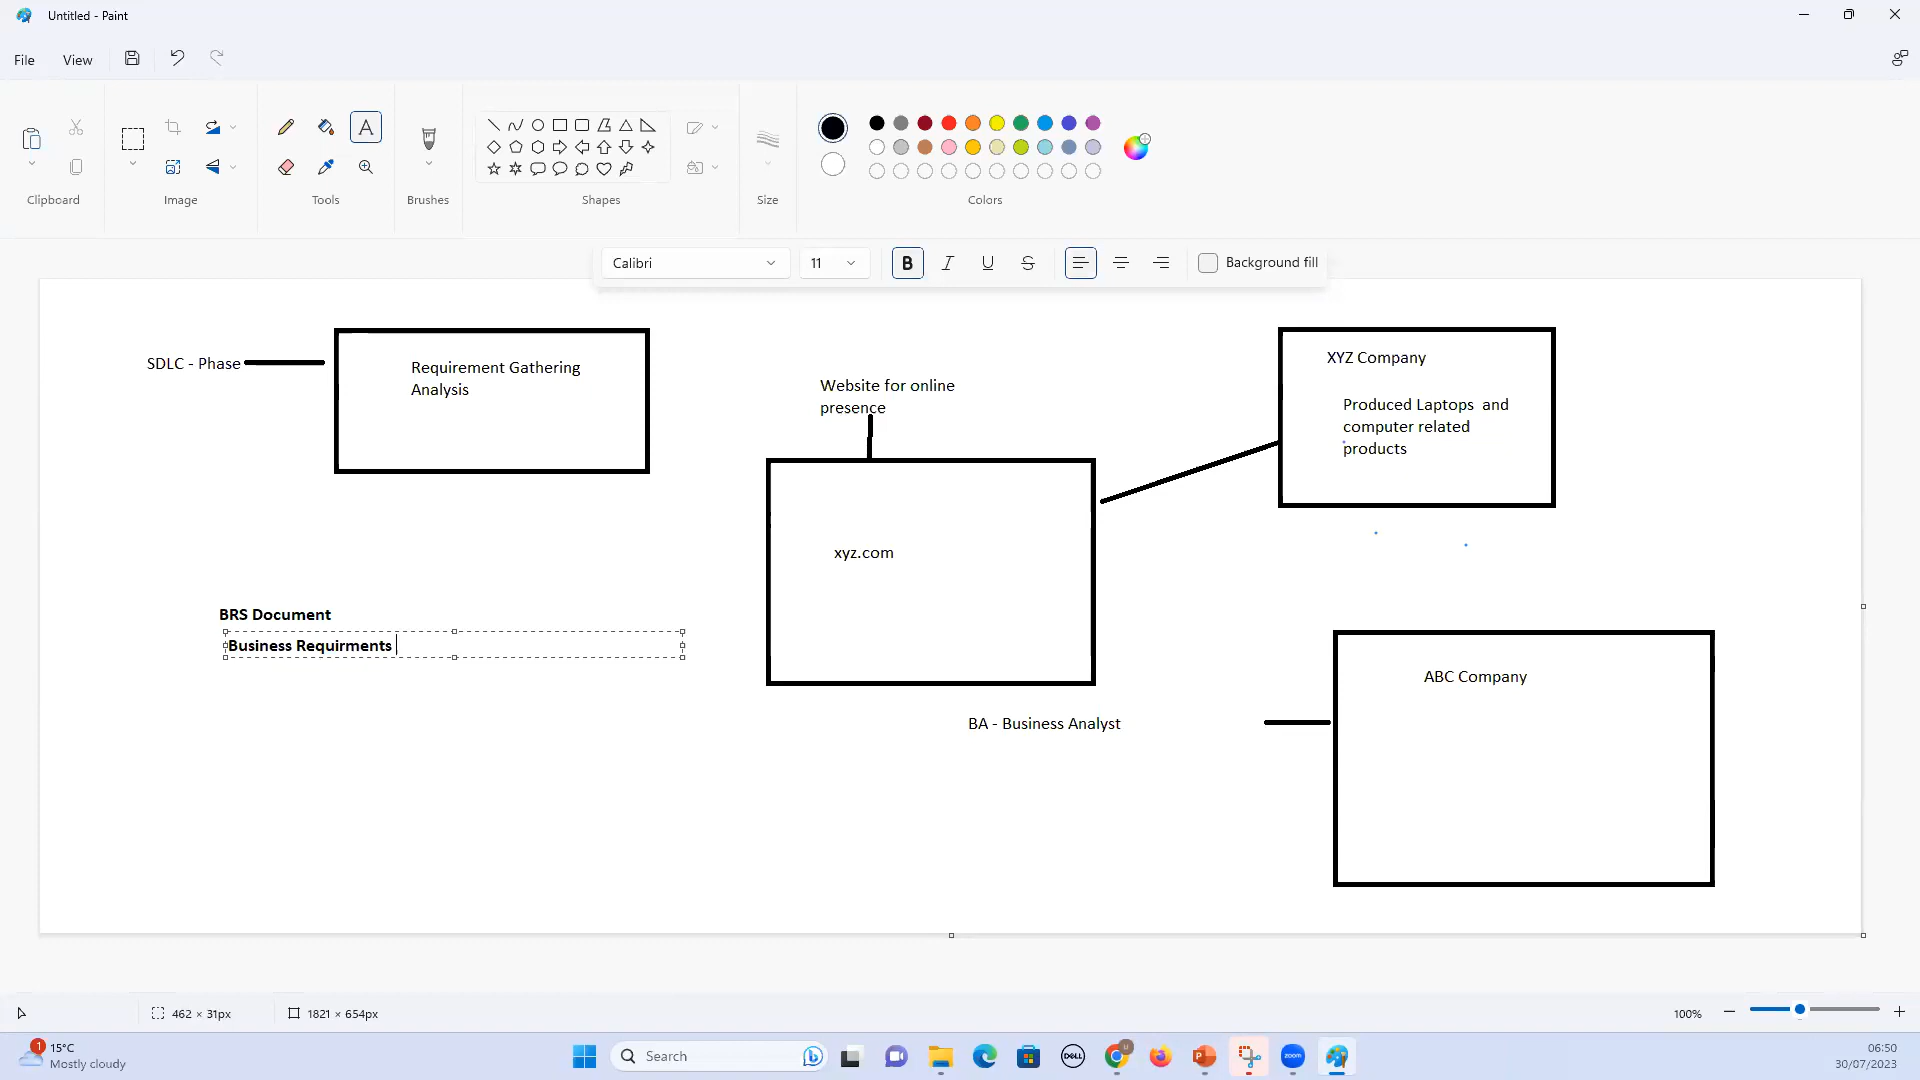 Untitled - Paint
File
View
Clipboard
Image
Tools
Brushes
Shapes
Size
Colors
Calibri
11
B
I
U
S
Background fill
SDLC - Phase
Requirement Gathering
Analysis
Website for online
presence
xyz.com
XYZ Company
Produced Laptops and
computer related
products
BRS Document
Business Requirments
BA - Business Analyst
ABC Company
462 × 31px
1821 × 654px
100%
1
15°C
Mostly cloudy
Search
DELL
zoom
06:50
30/07/2023